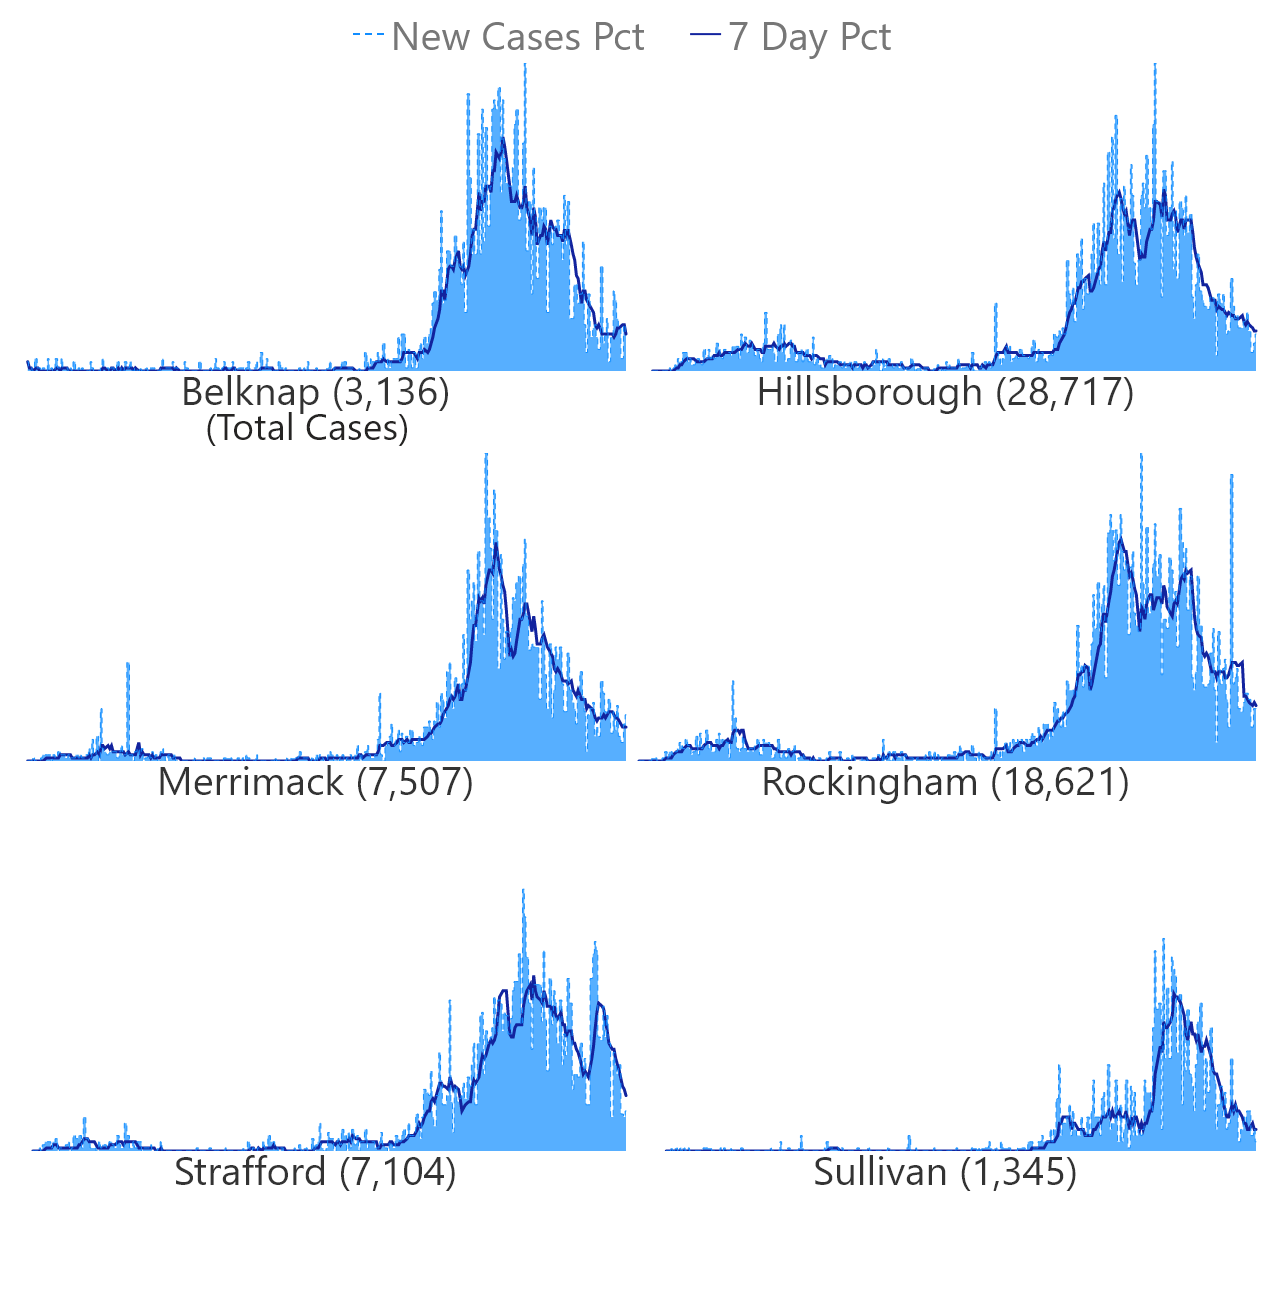 New Cases Pct 7 Day Pct
Belknap (3,136) Hillsborough (28,717)
(Total Cases)
Merrimack (7,507) Rockingham (18,621)
Strafford (7,104) Sullivan (1,345)